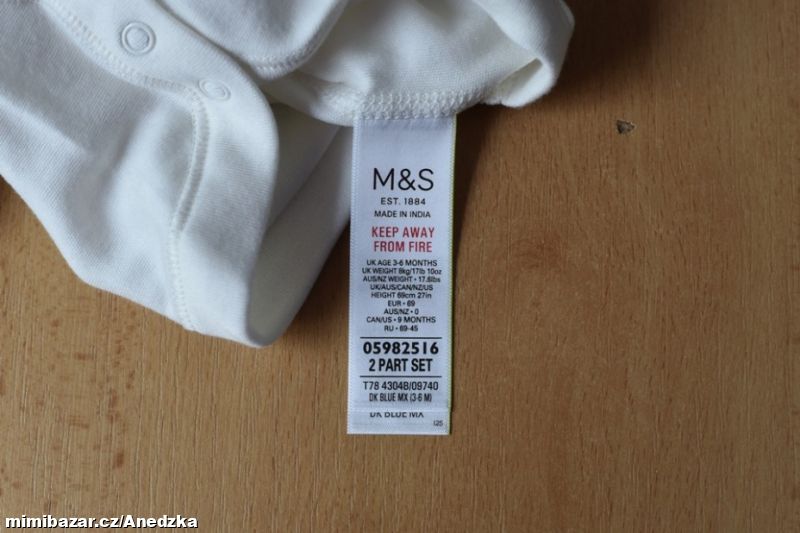 M&S
EST. 1884
MADE IN INDIA
KEEP AWAY
FROM FIRE
UK AGE 3-6 MONTHS
UK WEIGHT 8kg/17lb 10oz
AUS/NZ WEIGHT • 17.6lbs
UK/AUS/CAN/NZ/US
HEIGHT 69cm 27in
EUR • 69
AUS/NZ • 0
CAN/US • 9 MONTHS
RU • 69-45
05982516
2 PART SET
T78 43048/09740
DK BLUE MX (3-6 M)
DK BLUE MX
I25
mimibazar.cz/Anedzka